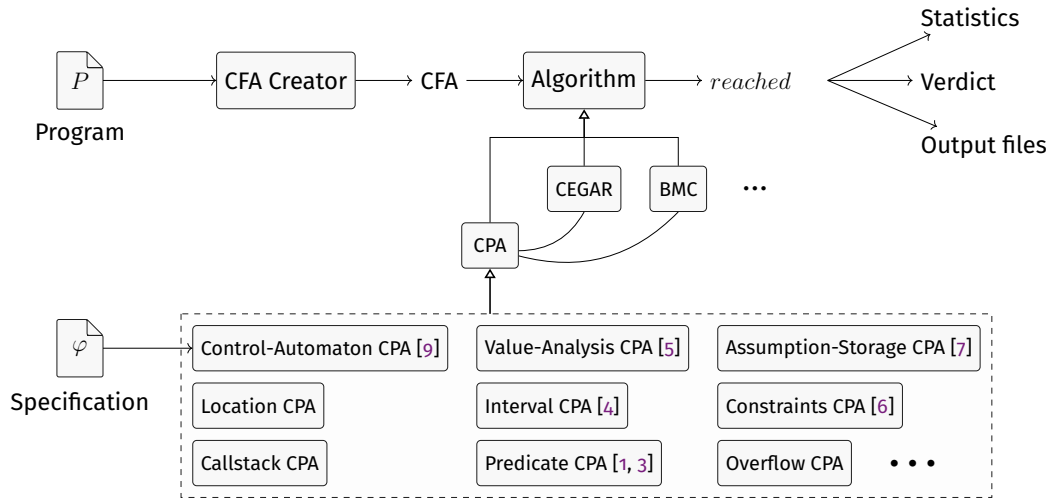 Statistics
P
CFA Creator
CFA
Algorithm
reached
Verdict
Program
Output files
CEGAR
BMC
...
CPA
φ
Control-Automaton CPA [9]
Value-Analysis CPA [5]
Assumption-Storage CPA [7]
Specification
Location CPA
Interval CPA [4]
Constraints CPA [6]
Callstack CPA
Predicate CPA [1, 3]
Overflow CPA
...